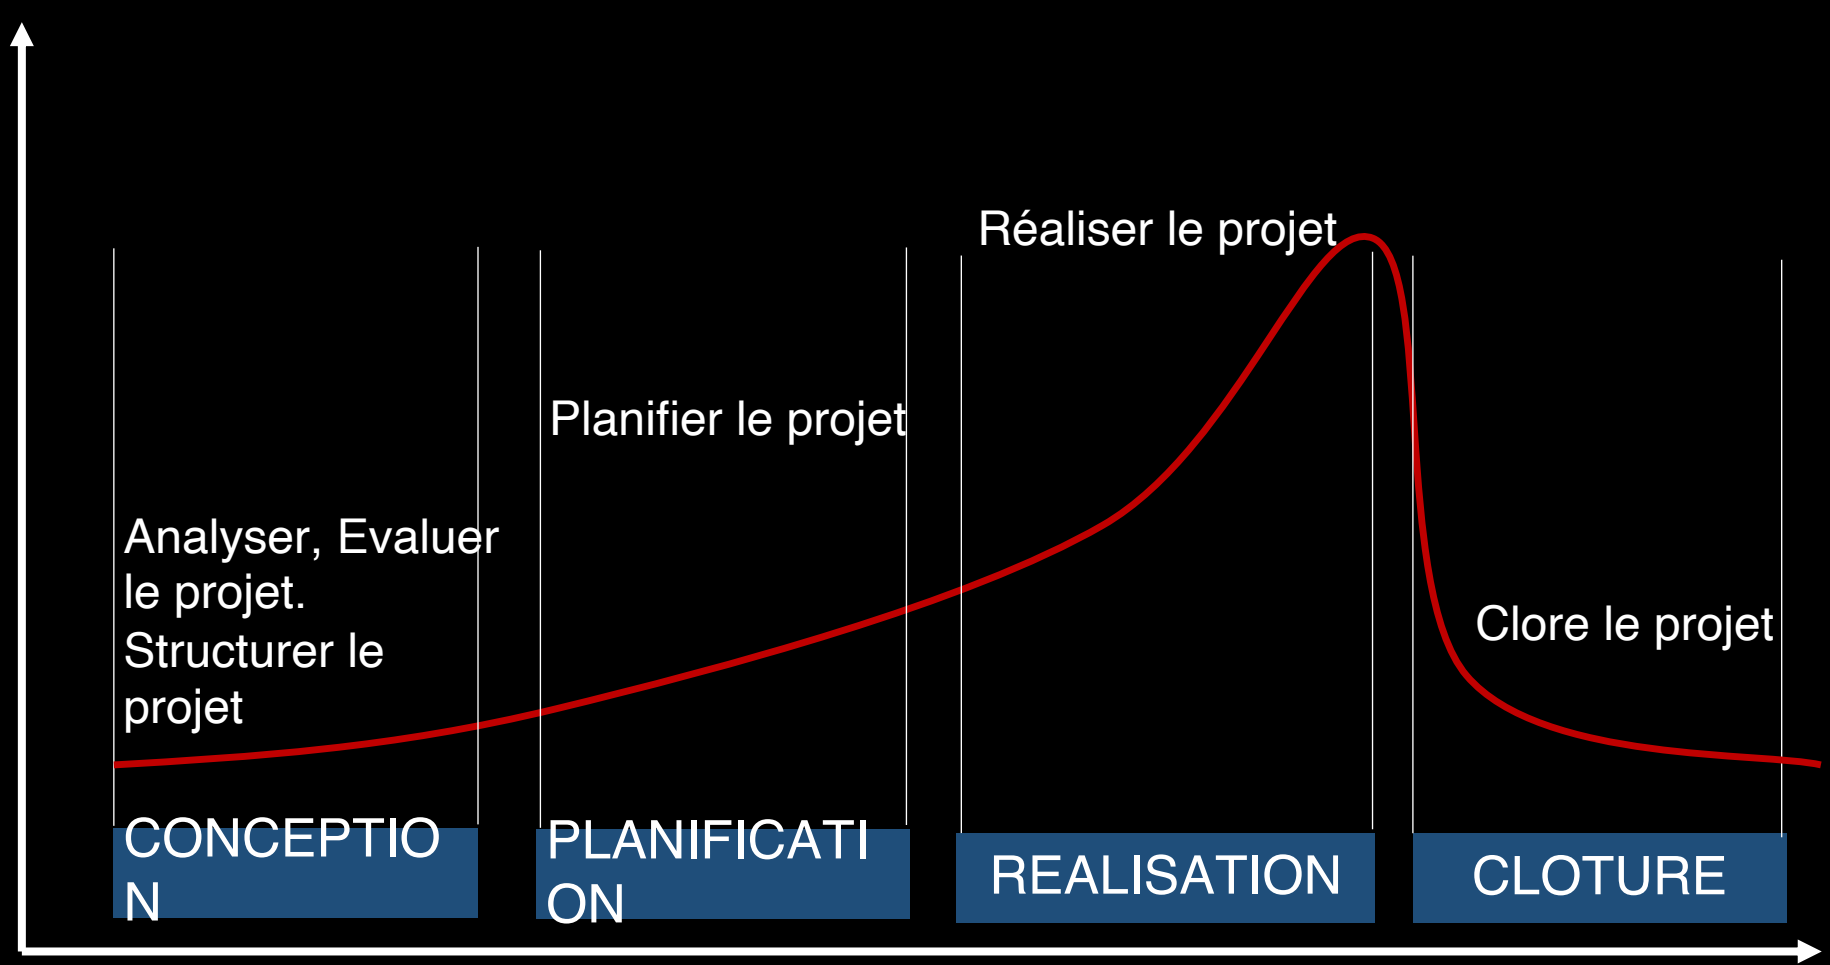 Réaliser le projet
Planifier le projet
Analyser, Evaluer
le projet.
Structurer le
projet
Clore le projet
CONCEPTIO
N
PLANIFICATI
ON
REALISATION
CLOTURE